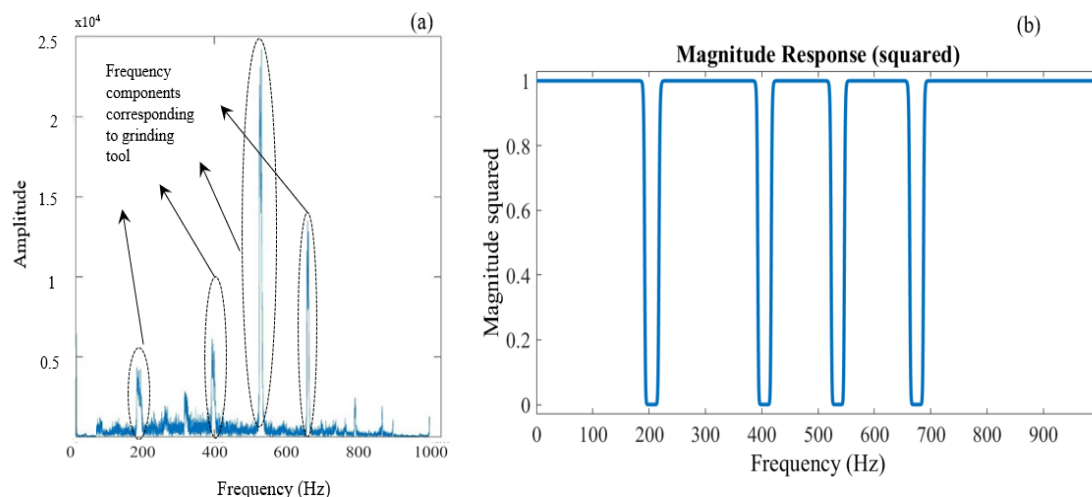 (a)
x10⁴
2.5
2
1.5
1
0.5
Amplitude
Frequency
components
corresponding
to grinding
tool
200
400
600
800
1000
Frequency (Hz)
(b)
Magnitude Response (squared)
1
0.8
0.6
0.4
0.2
0
Magnitude squared
0
100
200
300
400
500
600
700
800
900
Frequency (Hz)